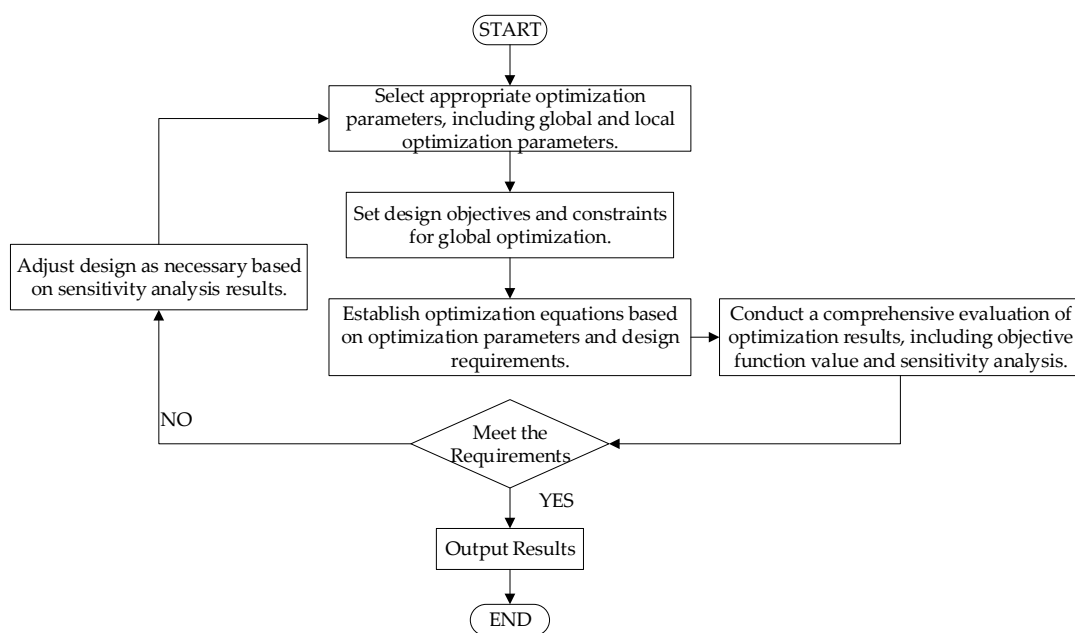 START
Select appropriate optimization
parameters, including global and local
optimization parameters.
Set design objectives and constraints
for global optimization.
Adjust design as necessary based
on sensitivity analysis results.
Establish optimization equations based
on optimization parameters and design
requirements.
Conduct a comprehensive evaluation of
optimization results, including objective
function value and sensitivity analysis.
NO
Meet the
Requirements
YES
Output Results
END